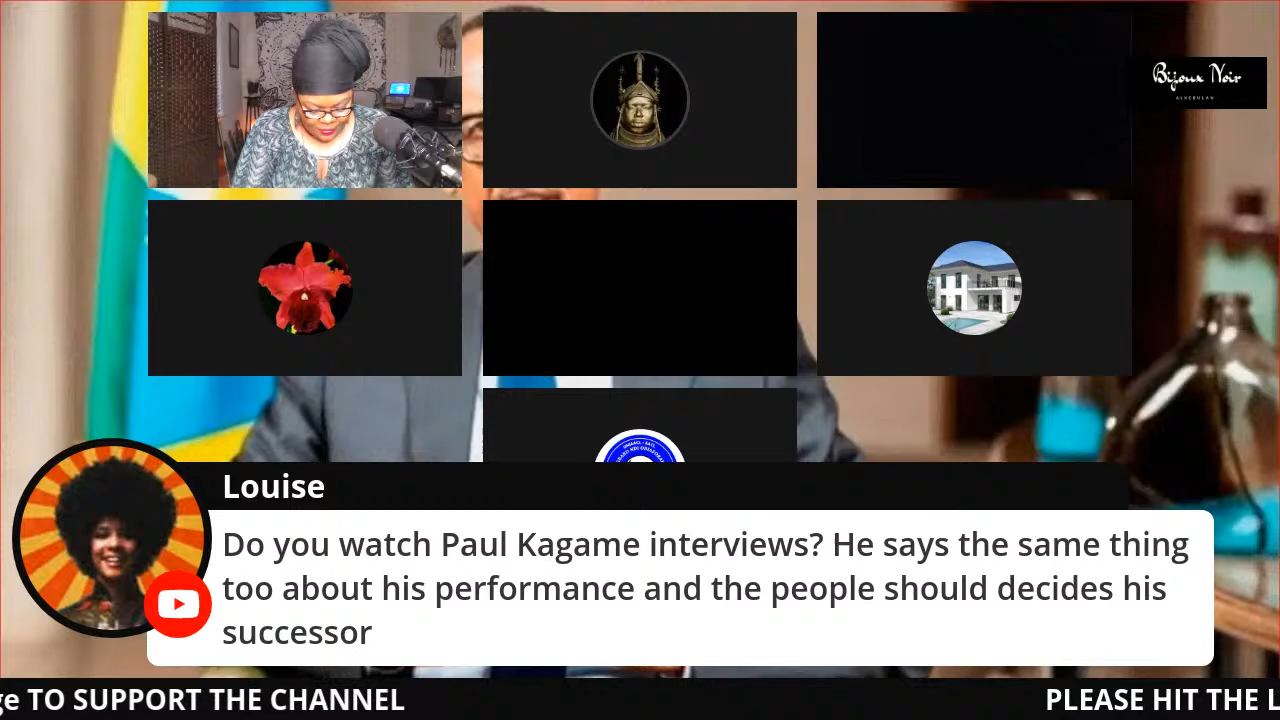 Bijoux Noir
ALKEBULAN
Louise
Do you watch Paul Kagame interviews? He says the same thing
too about his performance and the people should decides his
successor
ge TO SUPPORT THE CHANNEL
PLEASE HIT THE L